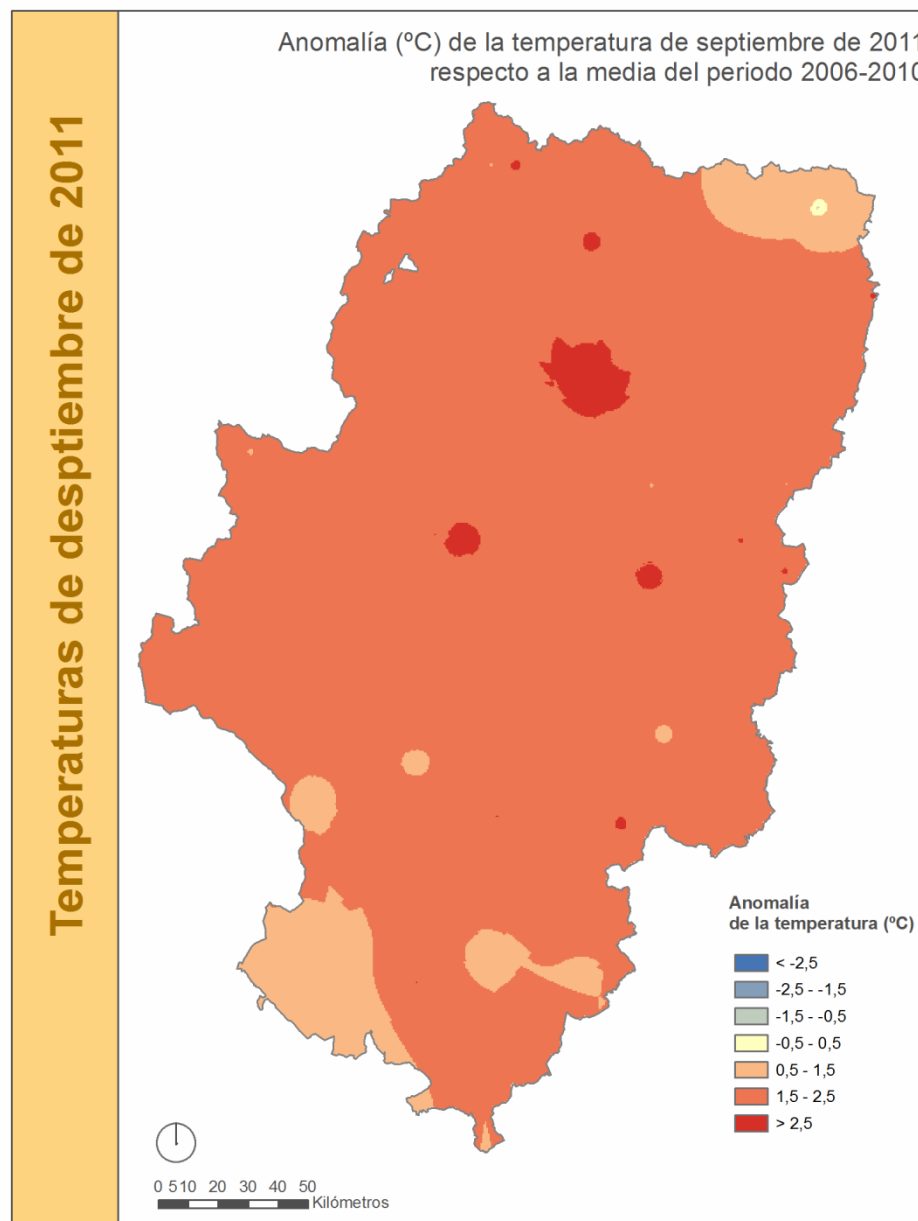 Temperaturas de desptiembre de 2011
Anomalía (ºC) de la temperatura de septiembre de 2011
respecto a la media del periodo 2006-2010
Anomalía
de la temperatura (ºC)
< -2,5
-2,5 - -1,5
-1,5 - -0,5
-0,5 - 0,5
0,5 - 1,5
1,5 - 2,5
> 2,5
0 5 10 20 30 40 50
Kilómetros